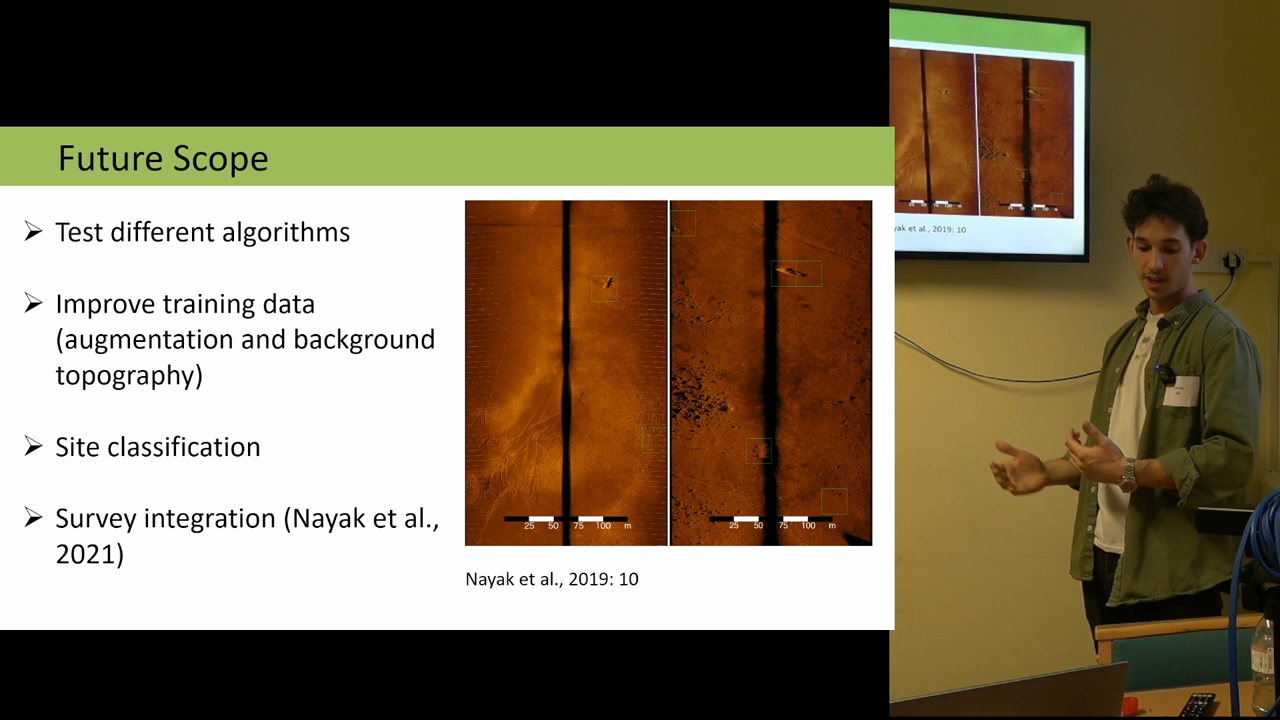 Future Scope
Test different algorithms
Improve training data
(augmentation and background
topography)
Site classification
Survey integration (Nayak et al.,
2021)
25 50 75 100 m
25 50 75 100 m
Nayak et al., 2019: 10
et al., 2019: 10